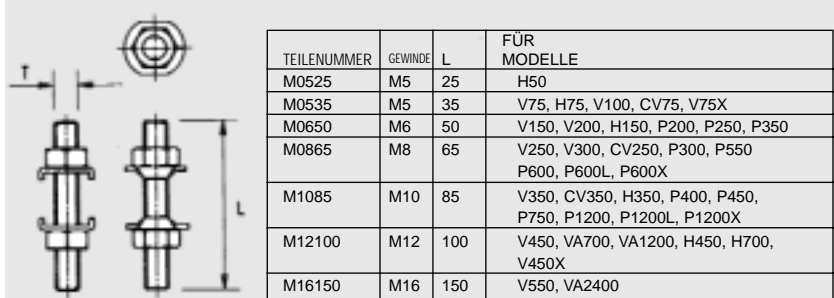 T
L
TEILENUMMER GEWINDE L FÜR MODELLE
M0525 M5 25 H50
M0535 M5 35 V75, H75, V100, CV75, V75X
M0650 M6 50 V150, V200, H150, P200, P250, P350
M0865 M8 65 V250, V300, CV250, P300, P550
P600, P600L, P600X
M1085 M10 85 V350, CV350, H350, P400, P450,
P750, P1200, P1200L, P1200X
M12100 M12 100 V450, VA700, VA1200, H450, H700,
V450X
M16150 M16 150 V550, VA2400